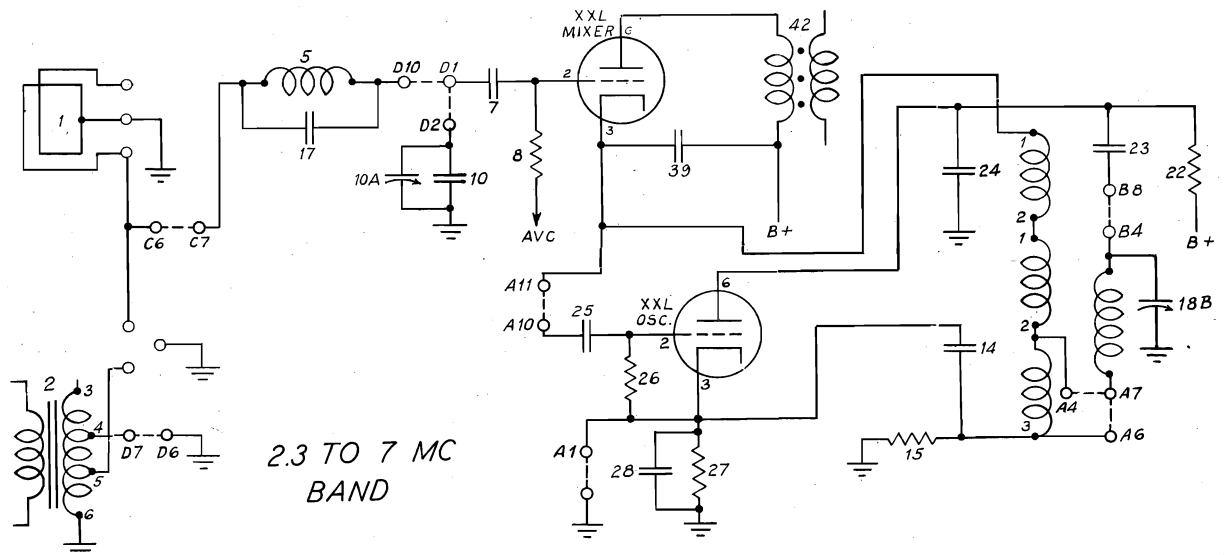 XXL
MIXER
6
42
5
D10
D1
2
7
1
D2
3
17
8
39
1
23
24
22
10A
10
B8
C6
C7
AVC
B+
2
1
B4
B+
A11
6
25
XXL
OSC.
A10
2
18B
2
14
26
3
2
3
A4
A7
4
D7
D6
3
A6
2.3 TO 7 MC
BAND
A1
28
27
15
5
6